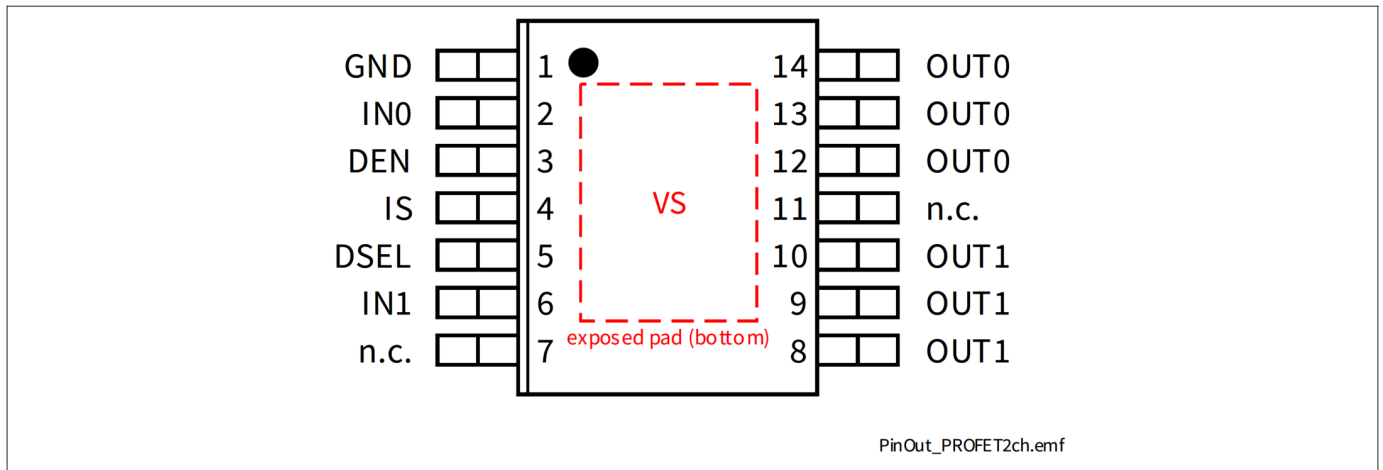 GND 1 14 OUT0
IN0 2 13 OUT0
DEN 3 12 OUT0
IS 4 VS 11 n.c.
DSEL 5 10 OUT1
IN1 6 9 OUT1
n.c. 7 exposed pad (bottom) 8 OUT1
PinOut_PROFET2ch.emf